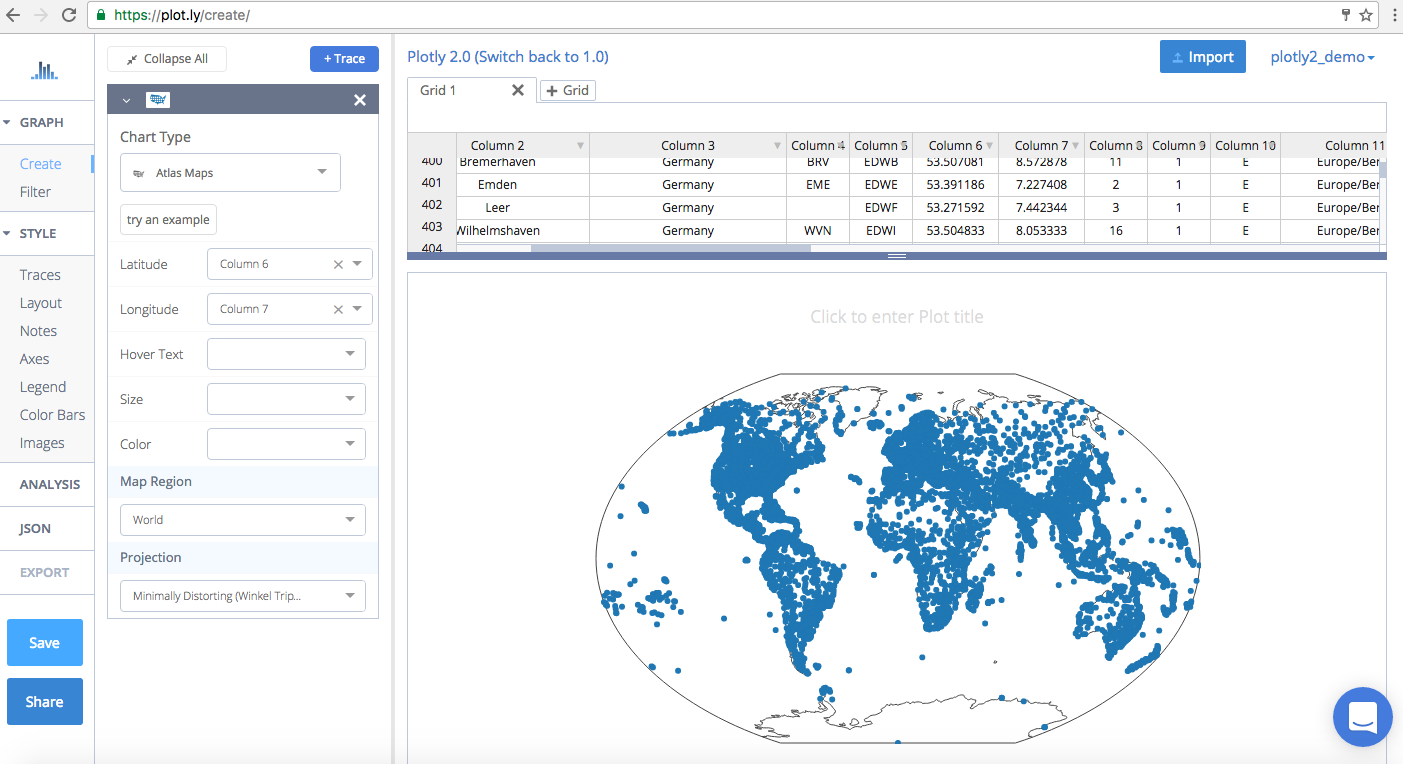 https://plot.ly/create/
Collapse All
+ Trace
Plotly 2.0 (Switch back to 1.0)
Import
plotly2_demo
Grid 1
+ Grid
GRAPH
Create
Filter
STYLE
Traces
Layout
Notes
Axes
Legend
Color Bars
Images
ANALYSIS
JSON
EXPORT
Save
Share
Chart Type
Atlas Maps
try an example
Latitude Column 6
Longitude Column 7
Hover Text
Size
Color
Map Region
World
Projection
Minimally Distorting (Winkel Trip...
Column 2 Column 3 Column 4 Column 5 Column 6 Column 7 Column 8 Column 9 Column 10 Column 11
400 Bremerhaven Germany BRV EDWB 53.507081 8.572878 11 1 E Europe/Ber
401 Emden Germany EME EDWE 53.391186 7.227408 2 1 E Europe/Ber
402 Leer Germany EDWF 53.271592 7.442344 3 1 E Europe/Ber
403 Wilhelmshaven Germany WVN EDWI 53.504833 8.053333 16 1 E Europe/Ber
404
Click to enter Plot title